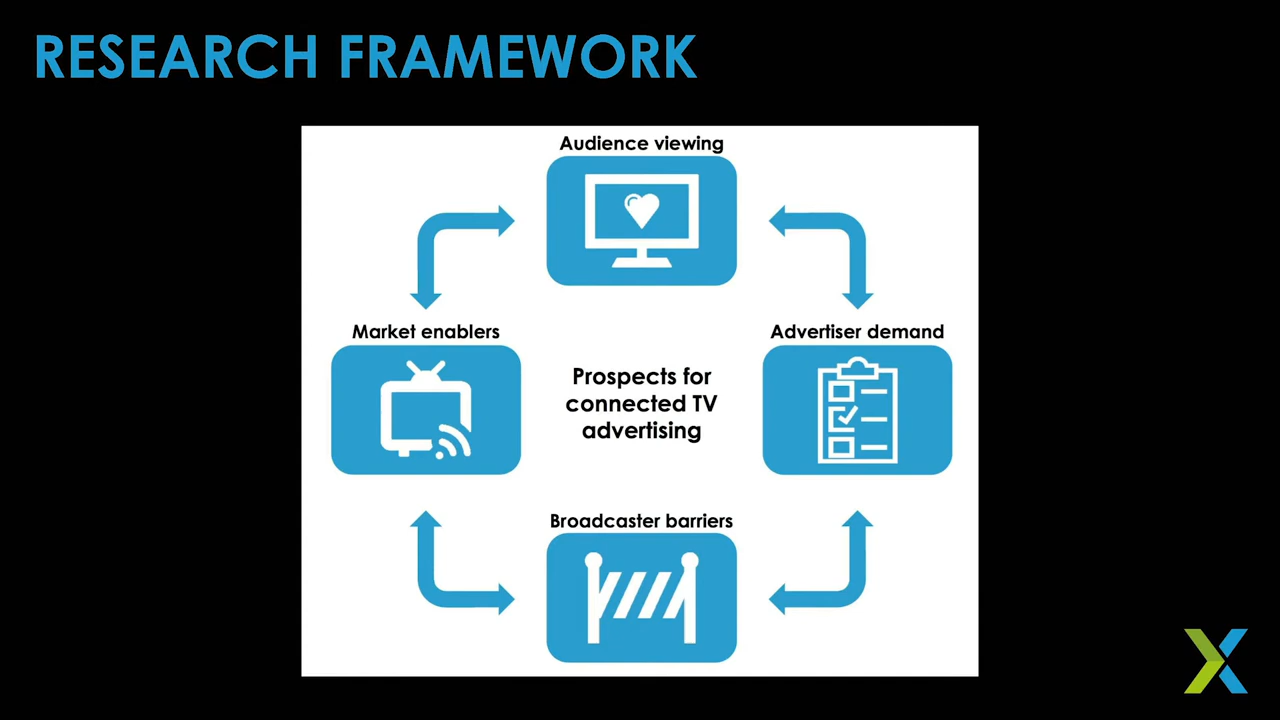 RESEARCH FRAMEWORK
Audience viewing
Market enablers
Advertiser demand
Prospects for
connected TV
advertising
Broadcaster barriers